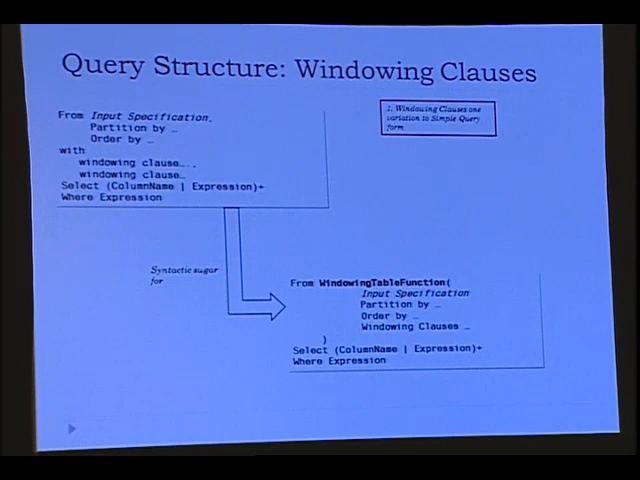 Query Structure: Windowing Clauses
From Input Specification,
Partition by …
Order by …
with
windowing clause….,
windowing clause…
Select (ColumnName | Expression)+
Where Expression
1. Windowing Clauses one
variation to Simple Query
form
Syntactic sugar
for
From WindowingTableFunction(
Input Specification
Partition by …
Order by …
Windowing Clauses …
)
Select (ColumnName | Expression)+
Where Expression